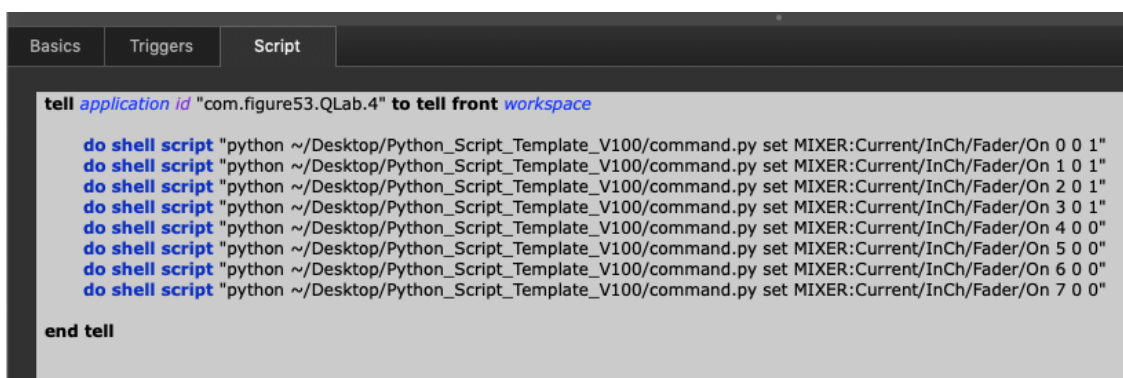 Basics Triggers Script
tell application id "com.figure53.QLab.4" to tell front workspace
do shell script "python ~/Desktop/Python_Script_Template_V100/command.py set MIXER:Current/InCh/Fader/On 0 0 1"
do shell script "python ~/Desktop/Python_Script_Template_V100/command.py set MIXER:Current/InCh/Fader/On 1 0 1"
do shell script "python ~/Desktop/Python_Script_Template_V100/command.py set MIXER:Current/InCh/Fader/On 2 0 1"
do shell script "python ~/Desktop/Python_Script_Template_V100/command.py set MIXER:Current/InCh/Fader/On 3 0 1"
do shell script "python ~/Desktop/Python_Script_Template_V100/command.py set MIXER:Current/InCh/Fader/On 4 0 0"
do shell script "python ~/Desktop/Python_Script_Template_V100/command.py set MIXER:Current/InCh/Fader/On 5 0 0"
do shell script "python ~/Desktop/Python_Script_Template_V100/command.py set MIXER:Current/InCh/Fader/On 6 0 0"
do shell script "python ~/Desktop/Python_Script_Template_V100/command.py set MIXER:Current/InCh/Fader/On 7 0 0"
end tell